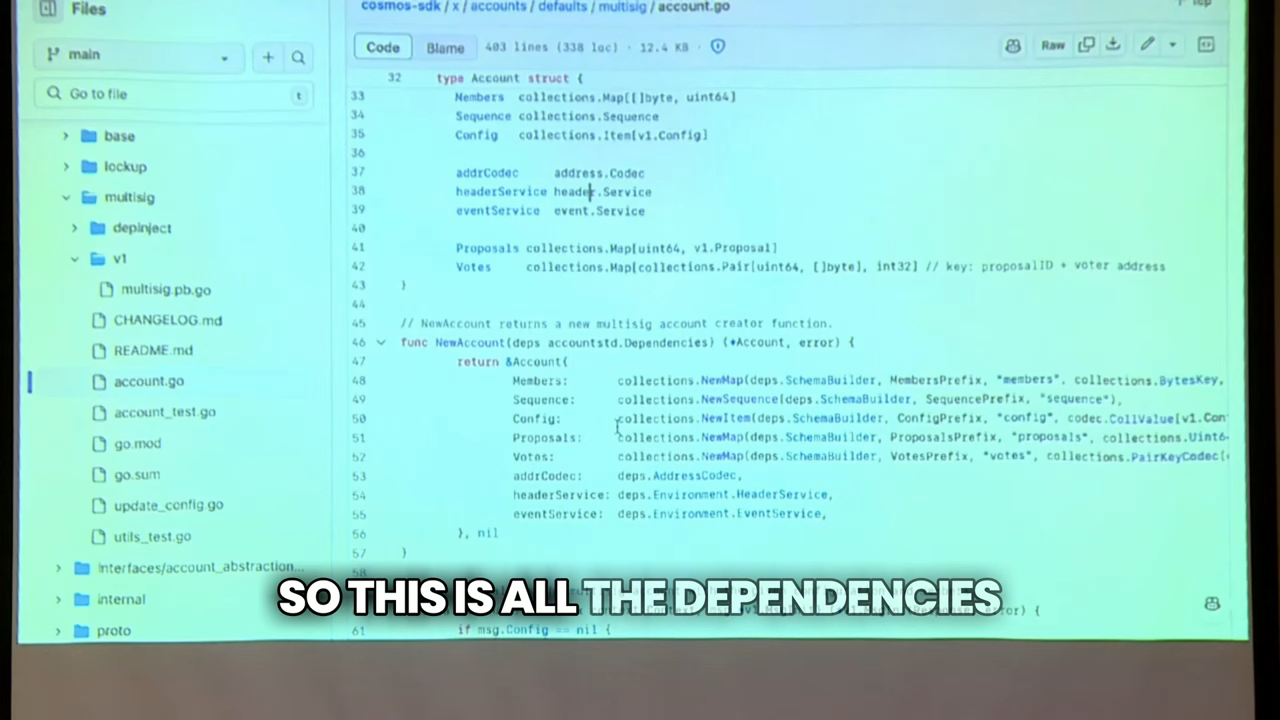 Files
cosmos-sdk / x / accounts / defaults / multisig / account.go
Top
main
Code Blame 403 lines (338 loc) · 12.4 KB
Raw
Go to file
t
base
lockup
multisig
depinject
v1
multisig.pb.go
CHANGELOG.md
README.md
account.go
account_test.go
go.mod
go.sum
update_config.go
utils_test.go
interfaces/account_abstraction...
internal
proto
32 type Account struct {
33 Members collections.Map[[]byte, uint64]
34 Sequence collections.Sequence
35 Config collections.Item[v1.Config]
36
37 addrCodec address.Codec
38 headerService header.Service
39 eventService event.Service
40
41 Proposals collections.Map[uint64, v1.Proposal]
42 Votes collections.Map[collections.Pair[uint64, []byte], int32] // key: proposalID + voter address
43 }
44
45 // NewAccount returns a new multisig account creator function.
46 func NewAccount(deps accountstd.Dependencies) (*Account, error) {
47 return &Account{
48 Members: collections.NewMap(deps.SchemaBuilder, MembersPrefix, "members", collections.BytesKey,
49 Sequence: collections.NewSequence(deps.SchemaBuilder, SequencePrefix, "sequence"),
50 Config: collections.NewItem(deps.SchemaBuilder, ConfigPrefix, "config", codec.CollValue[v1.Con
51 Proposals: collections.NewMap(deps.SchemaBuilder, ProposalsPrefix, "proposals", collections.Uint6
52 Votes: collections.NewMap(deps.SchemaBuilder, VotesPrefix, "votes", collections.PairKeyCodec(
53 addrCodec: deps.AddressCodec,
54 headerService: deps.Environment.HeaderService,
55 eventService: deps.Environment.EventService,
56 }, nil
57 }
58
SO THIS IS ALL THE DEPENDENCIES
error) {
61 if msg.Config == nil {